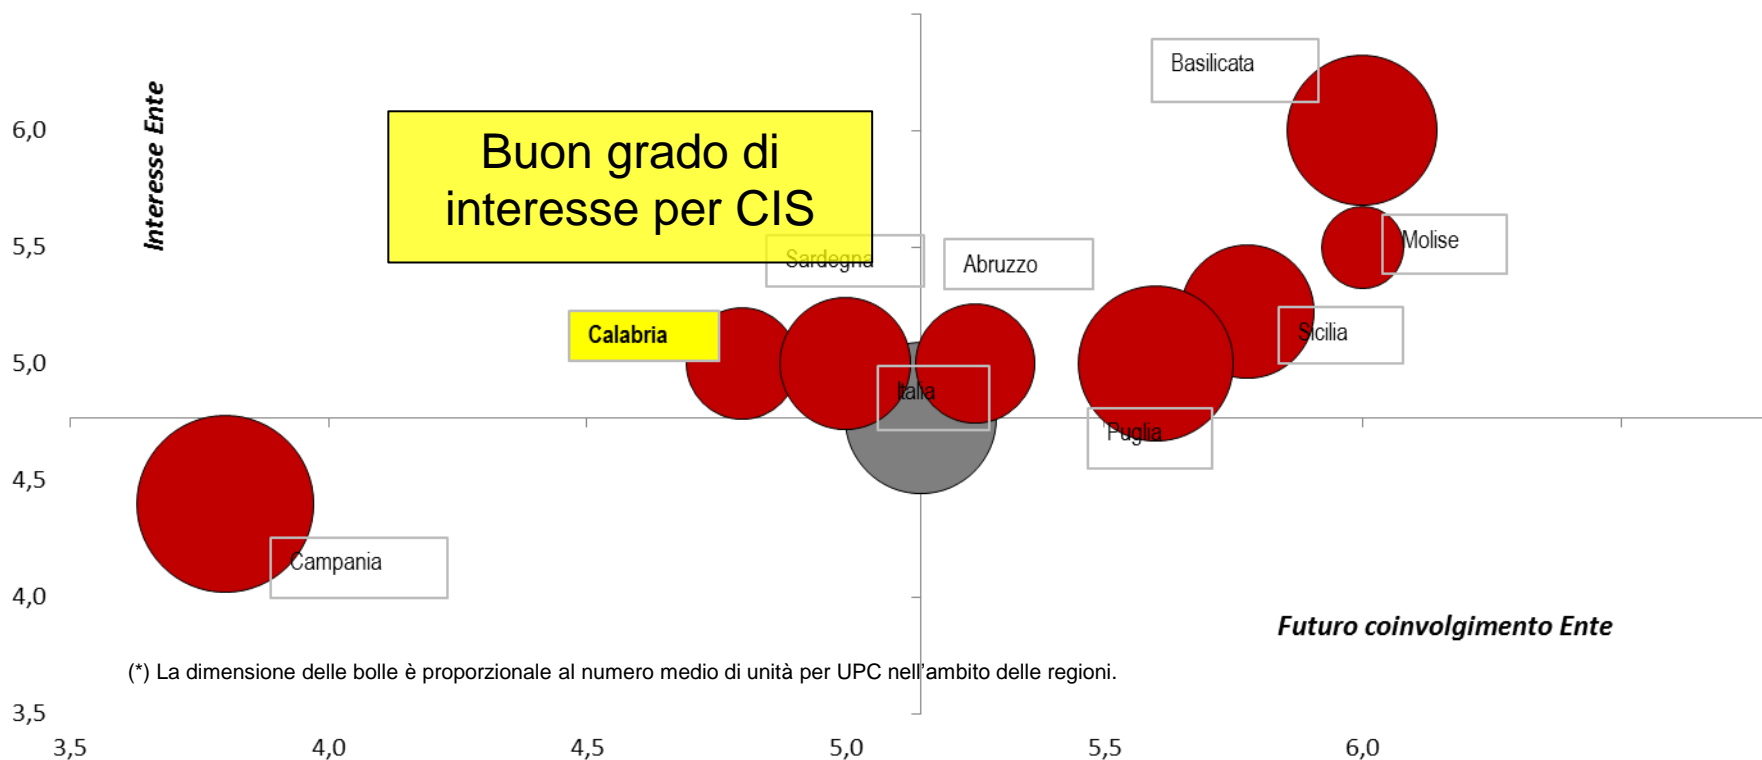 Basilicata
Interesse Ente
6,0
Buon grado di
interesse per CIS
5,5
Molise
Sardegna
Abruzzo
Calabria
Sicilia
5,0
Italia
Puglia
4,5
Campania
4,0
Futuro coinvolgimento Ente
(*) La dimensione delle bolle è proporzionale al numero medio di unità per UPC nell'ambito delle regioni.
3,5
3,5 4,0 4,5 5,0 5,5 6,0